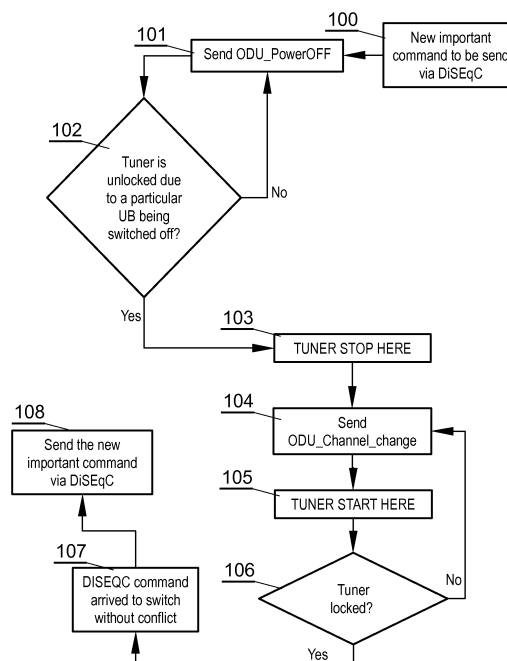 100
New important
command to be send
via DiSEqC
101
Send ODU_PowerOFF
102
Tuner is
unlocked due
to a particular
UB being
switched off?
No
Yes
103
TUNER STOP HERE
104
Send
ODU_Channel_change
105
TUNER START HERE
106
Tuner
locked?
No
Yes
107
DISEQC command
arrived to switch
without conflict
108
Send the new
important command
via DiSEqC